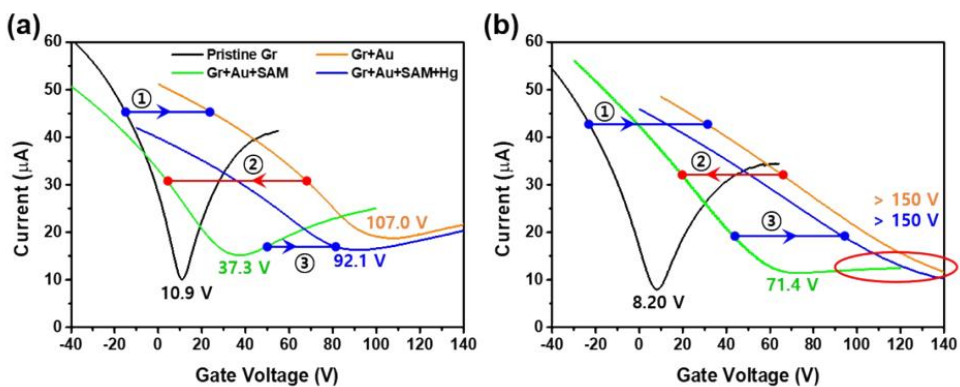 (a)
Pristine Gr
Gr+Au
Gr+Au+SAM
Gr+Au+SAM+Hg
①
②
③
107.0 V
37.3 V
92.1 V
10.9 V
Current (μA)
60
50
40
30
20
10
0
-40 -20 0 20 40 60 80 100 120 140
Gate Voltage (V)
(b)
①
②
③
> 150 V
> 150 V
71.4 V
8.20 V
Current (μA)
60
50
40
30
20
10
0
-40 -20 0 20 40 60 80 100 120 140
Gate Voltage (V)